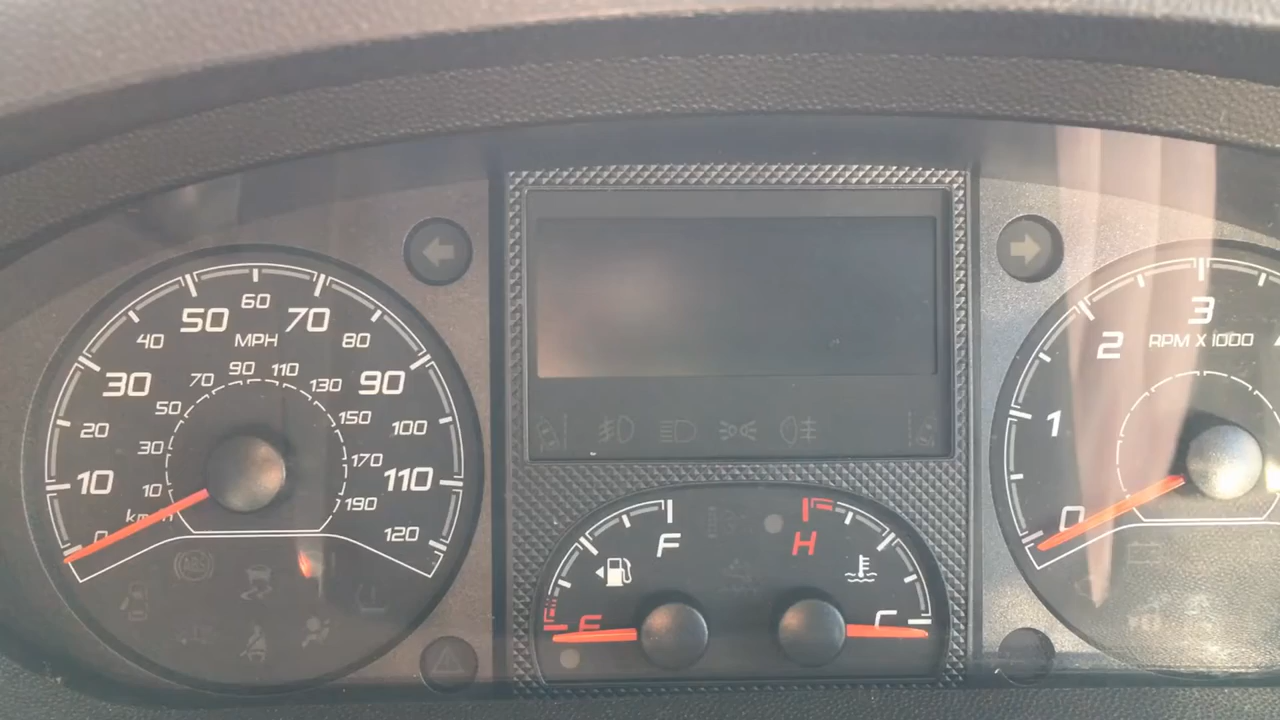 60
50 70
40 MPH 80
30 90
90 110
70 130
50 150
20 100
30 170
10 110
10 190
km/h
0 120
ABS
F
E
H
C
3
2 RPM X 1000
1
0